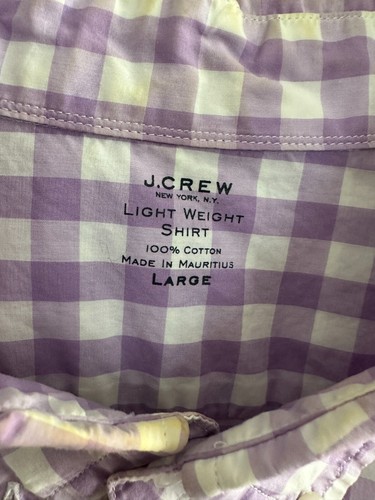 J.CREW
NEW YORK, N.Y.
LIGHT WEIGHT
SHIRT
100% COTTON
MADE IN MAURITIUS
LARGE